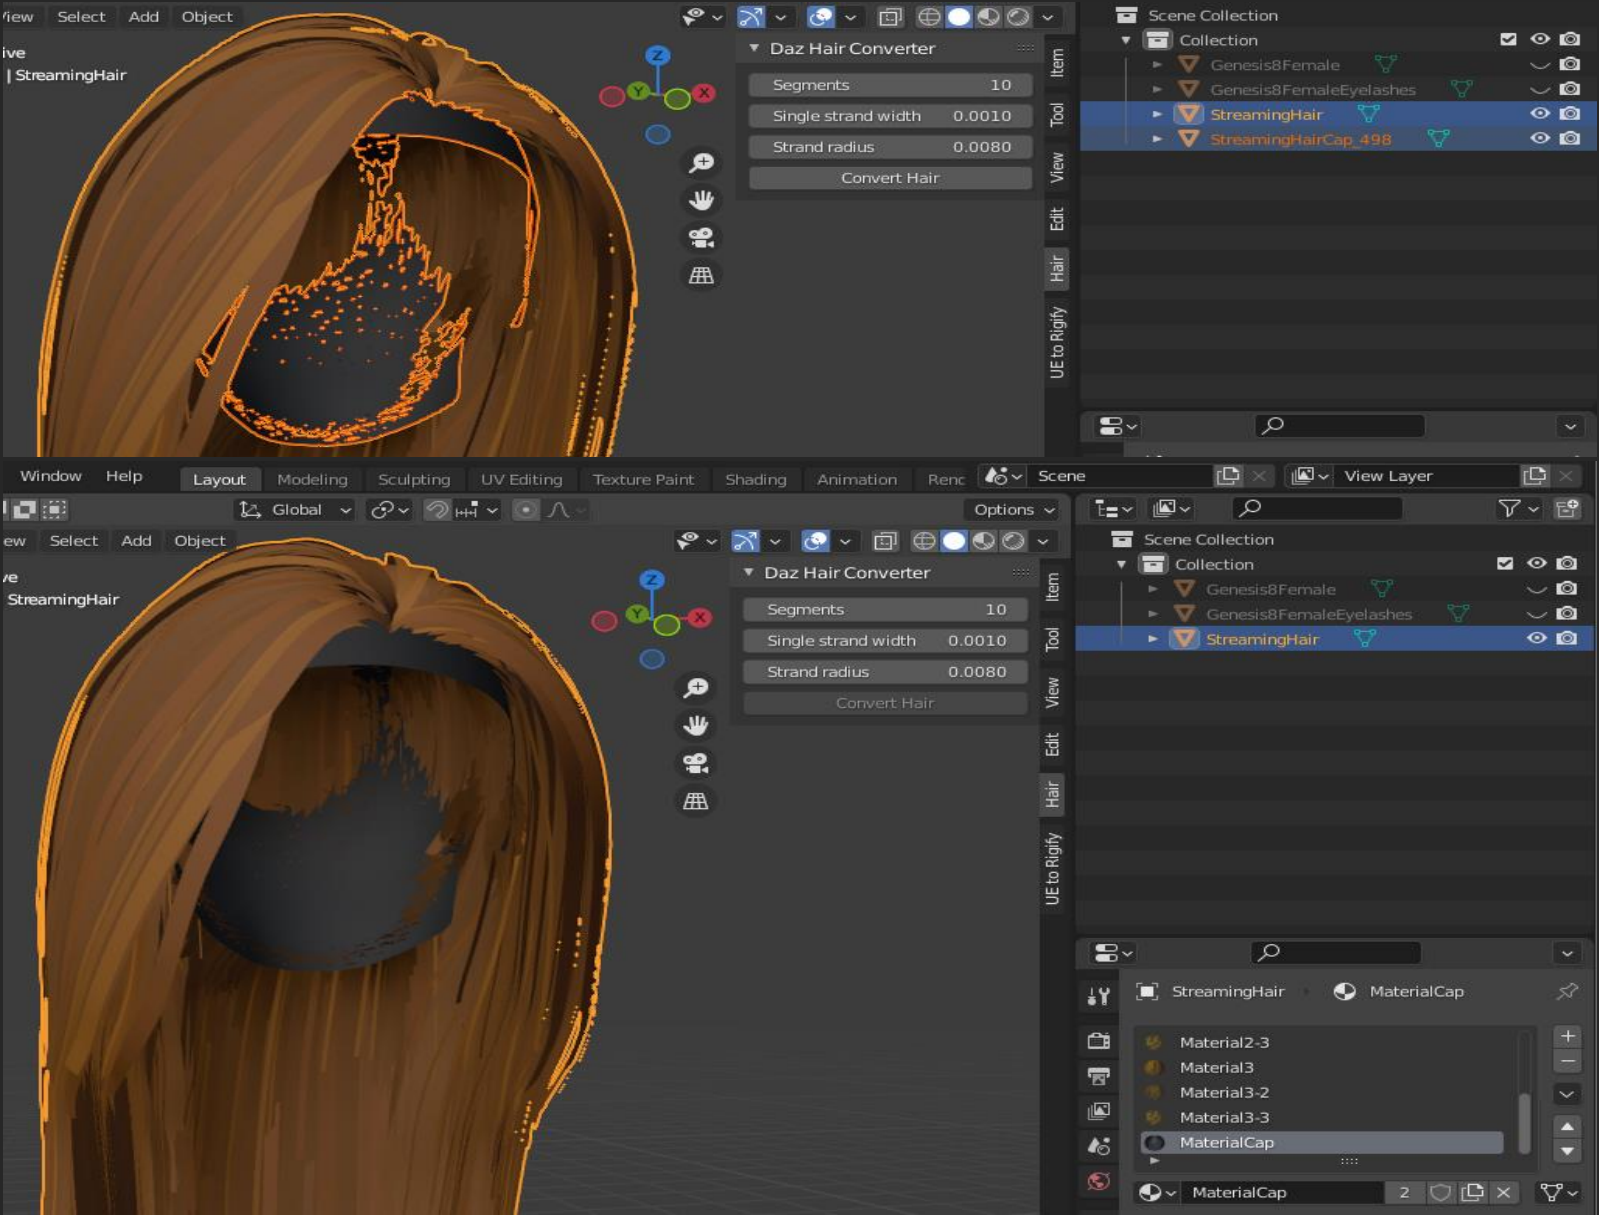 View Select Add Object
Daz Hair Converter
Segments 10
Single strand width 0.0010
Strand radius 0.0080
Convert Hair
ive
| StreamingHair
Z
Y
X
Item
Tool
View
Edit
Hair
UE to Rigify
Scene Collection
Collection
Genesis8Female
Genesis8FemaleEyelashes
StreamingHair
StreamingHairCap_498
Window Help Layout Modeling Sculpting UV Editing Texture Paint Shading Animation Renc Scene View Layer
Global Options
ew Select Add Object
Daz Hair Converter
Segments 10
Single strand width 0.0010
Strand radius 0.0080
Convert Hair
ve
StreamingHair
Z
Y
X
Item
Tool
View
Edit
Hair
UE to Rigify
Scene Collection
Collection
Genesis8Female
Genesis8FemaleEyelashes
StreamingHair
StreamingHair MaterialCap
Material2-3
Material3
Material3-2
Material3-3
MaterialCap
MaterialCap 2